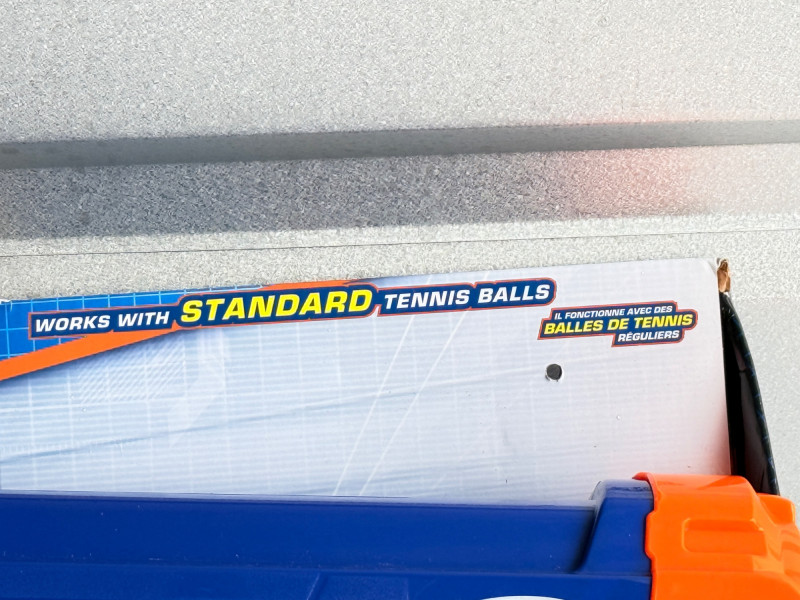 WORKS WITH STANDARD TENNIS BALLS
IL FONCTIONNE AVEC DES
BALLES DE TENNIS
RÉGULIERS